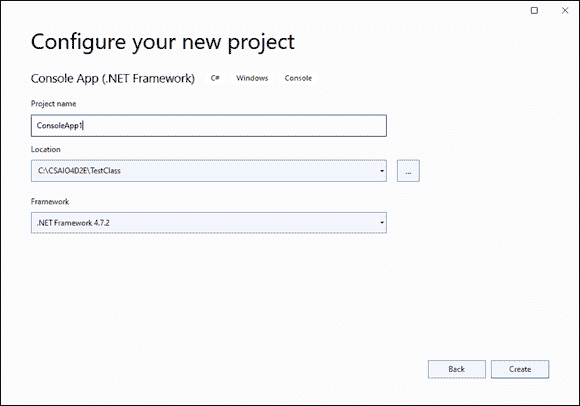 Configure your new project
Console App (.NET Framework) C# Windows Console
Project name
ConsoleApp1
Location
C:\CSAIO4D2E\TestClass
...
Framework
.NET Framework 4.7.2
Back Create